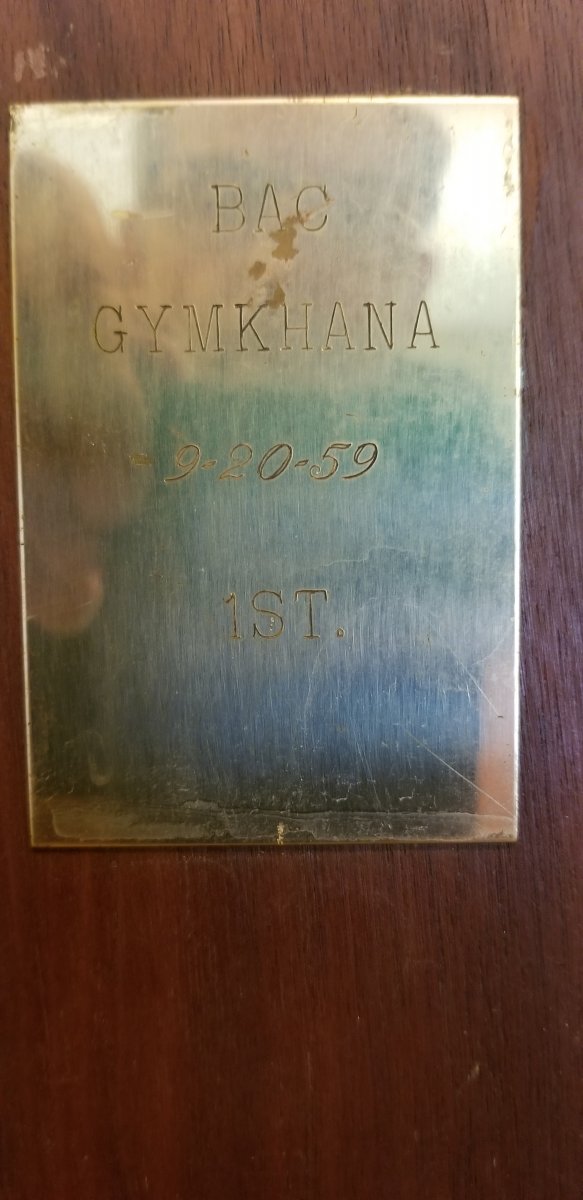 BAC
GYMKHANA
9-20-59
1ST.